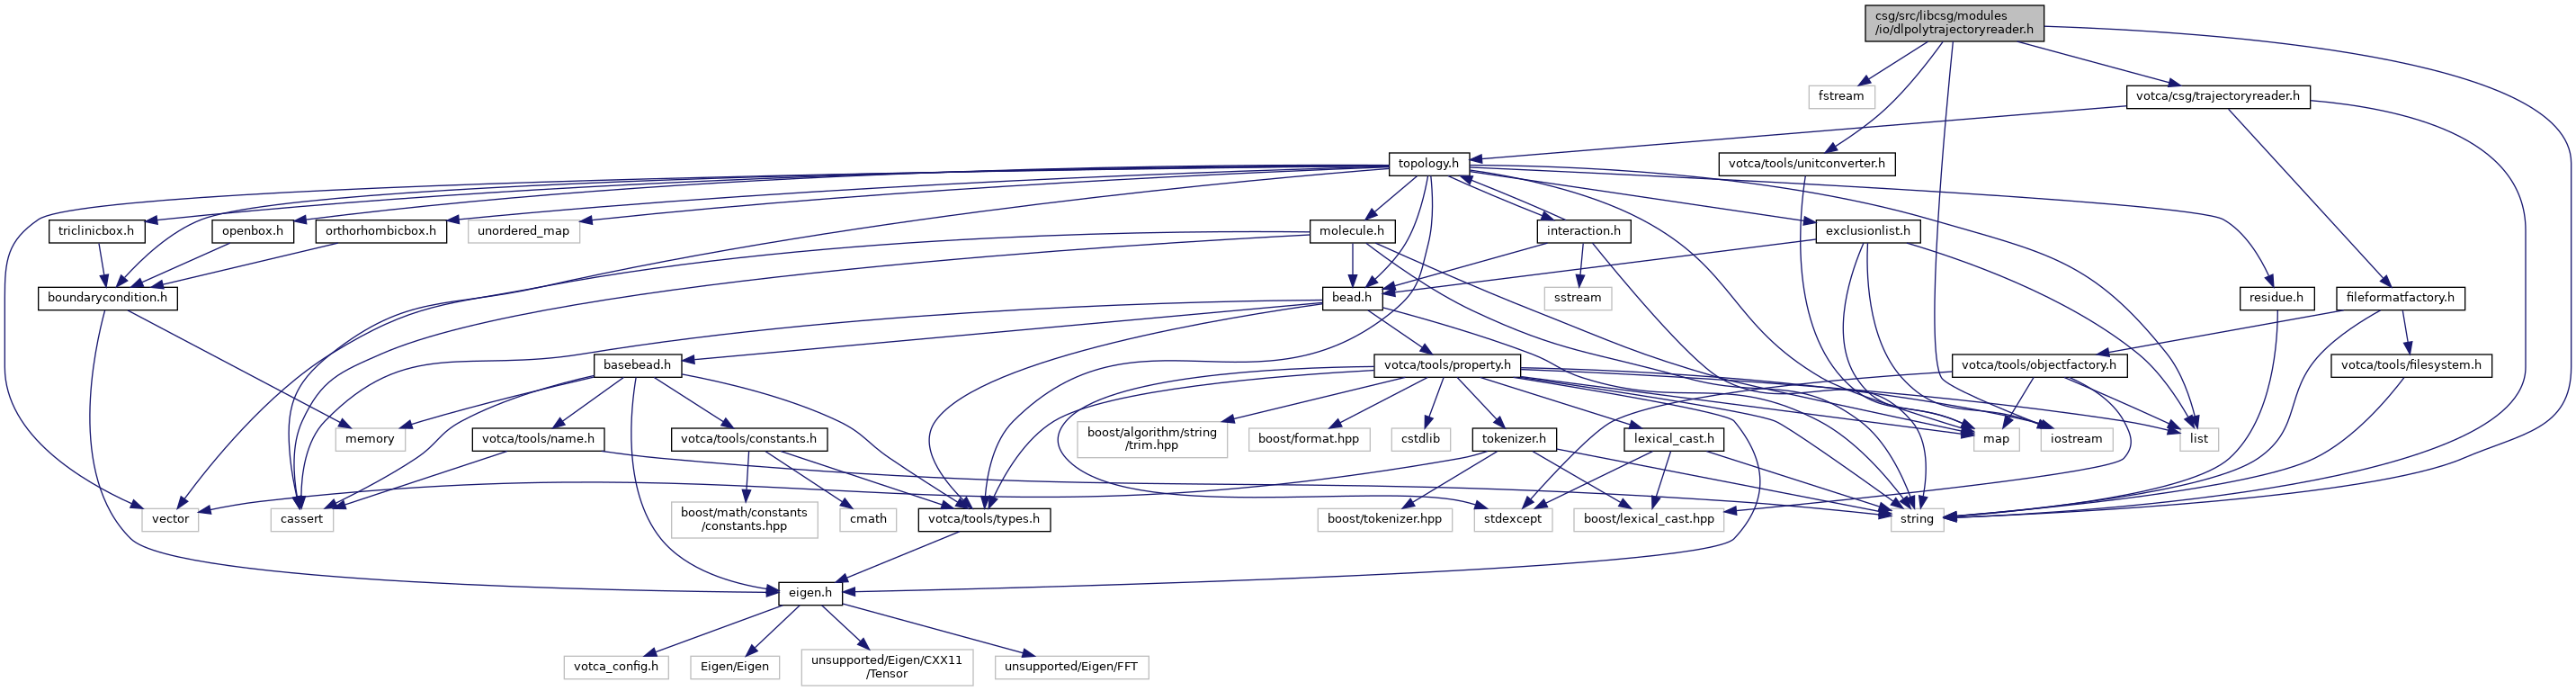 csg/src/libcsg/modules
/io/dlpolytrajectoryreader.h
fstream
votca/csg/trajectoryreader.h
topology.h
votca/tools/unitconverter.h
triclinicbox.h
openbox.h
orthorhombicbox.h
unordered_map
molecule.h
interaction.h
exclusionlist.h
boundarycondition.h
bead.h
sstream
residue.h
fileformatfactory.h
basebead.h
votca/tools/property.h
votca/tools/objectfactory.h
votca/tools/filesystem.h
memory
votca/tools/name.h
votca/tools/constants.h
boost/algorithm/string
/trim.hpp
boost/format.hpp
cstdlib
tokenizer.h
lexical_cast.h
map
iostream
list
vector
cassert
boost/math/constants
/constants.hpp
cmath
votca/tools/types.h
boost/tokenizer.hpp
stdexcept
boost/lexical_cast.hpp
string
eigen.h
votca_config.h
Eigen/Eigen
unsupported/Eigen/CXX11
/Tensor
unsupported/Eigen/FFT